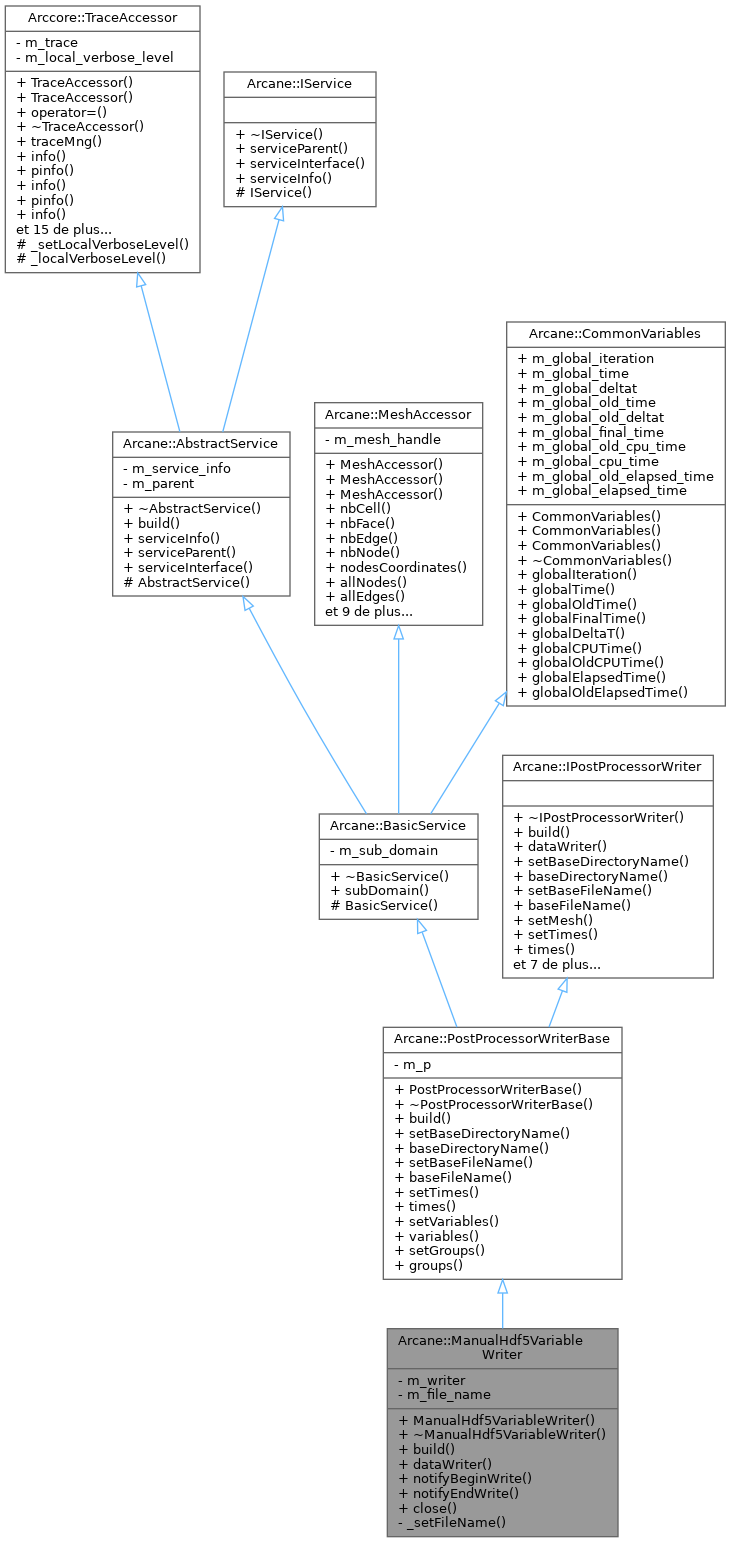 Arccore::TraceAccessor
- m_trace
- m_local_verbose_level
+ TraceAccessor()
+ TraceAccessor()
+ operator=()
+ ~TraceAccessor()
+ traceMng()
+ info()
+ pinfo()
+ info()
+ pinfo()
+ info()
et 15 de plus...
# _setLocalVerboseLevel()
# _localVerboseLevel()
Arcane::IService
+ ~IService()
+ serviceParent()
+ serviceInterface()
+ serviceInfo()
# IService()
Arcane::CommonVariables
+ m_global_iteration
+ m_global_time
+ m_global_deltat
+ m_global_old_time
+ m_global_old_deltat
+ m_global_final_time
+ m_global_old_cpu_time
+ m_global_cpu_time
+ m_global_old_elapsed_time
+ m_global_elapsed_time
+ CommonVariables()
+ CommonVariables()
+ CommonVariables()
+ ~CommonVariables()
+ globalIteration()
+ globalTime()
+ globalOldTime()
+ globalFinalTime()
+ globalDeltaT()
+ globalCPUTime()
+ globalOldCPUTime()
+ globalElapsedTime()
+ globalOldElapsedTime()
Arcane::MeshAccessor
- m_mesh_handle
+ MeshAccessor()
+ MeshAccessor()
+ MeshAccessor()
+ nbCell()
+ nbFace()
+ nbEdge()
+ nbNode()
+ nodesCoordinates()
+ allNodes()
+ allEdges()
et 9 de plus...
Arcane::AbstractService
- m_service_info
- m_parent
+ ~AbstractService()
+ build()
+ serviceInfo()
+ serviceParent()
+ serviceInterface()
# AbstractService()
Arcane::IPostProcessorWriter
+ ~IPostProcessorWriter()
+ build()
+ dataWriter()
+ setBaseDirectoryName()
+ baseDirectoryName()
+ setBaseFileName()
+ baseFileName()
+ setMesh()
+ setTimes()
+ times()
et 7 de plus...
Arcane::BasicService
- m_sub_domain
+ ~BasicService()
+ subDomain()
# BasicService()
Arcane::PostProcessorWriterBase
- m_p
+ PostProcessorWriterBase()
+ ~PostProcessorWriterBase()
+ build()
+ setBaseDirectoryName()
+ baseDirectoryName()
+ setBaseFileName()
+ baseFileName()
+ setTimes()
+ times()
+ setVariables()
+ variables()
+ setGroups()
+ groups()
Arcane::ManualHdf5Variable
Writer
- m_writer
- m_file_name
+ ManualHdf5VariableWriter()
+ ~ManualHdf5VariableWriter()
+ build()
+ dataWriter()
+ notifyBeginWrite()
+ notifyEndWrite()
+ close()
- _setFileName()